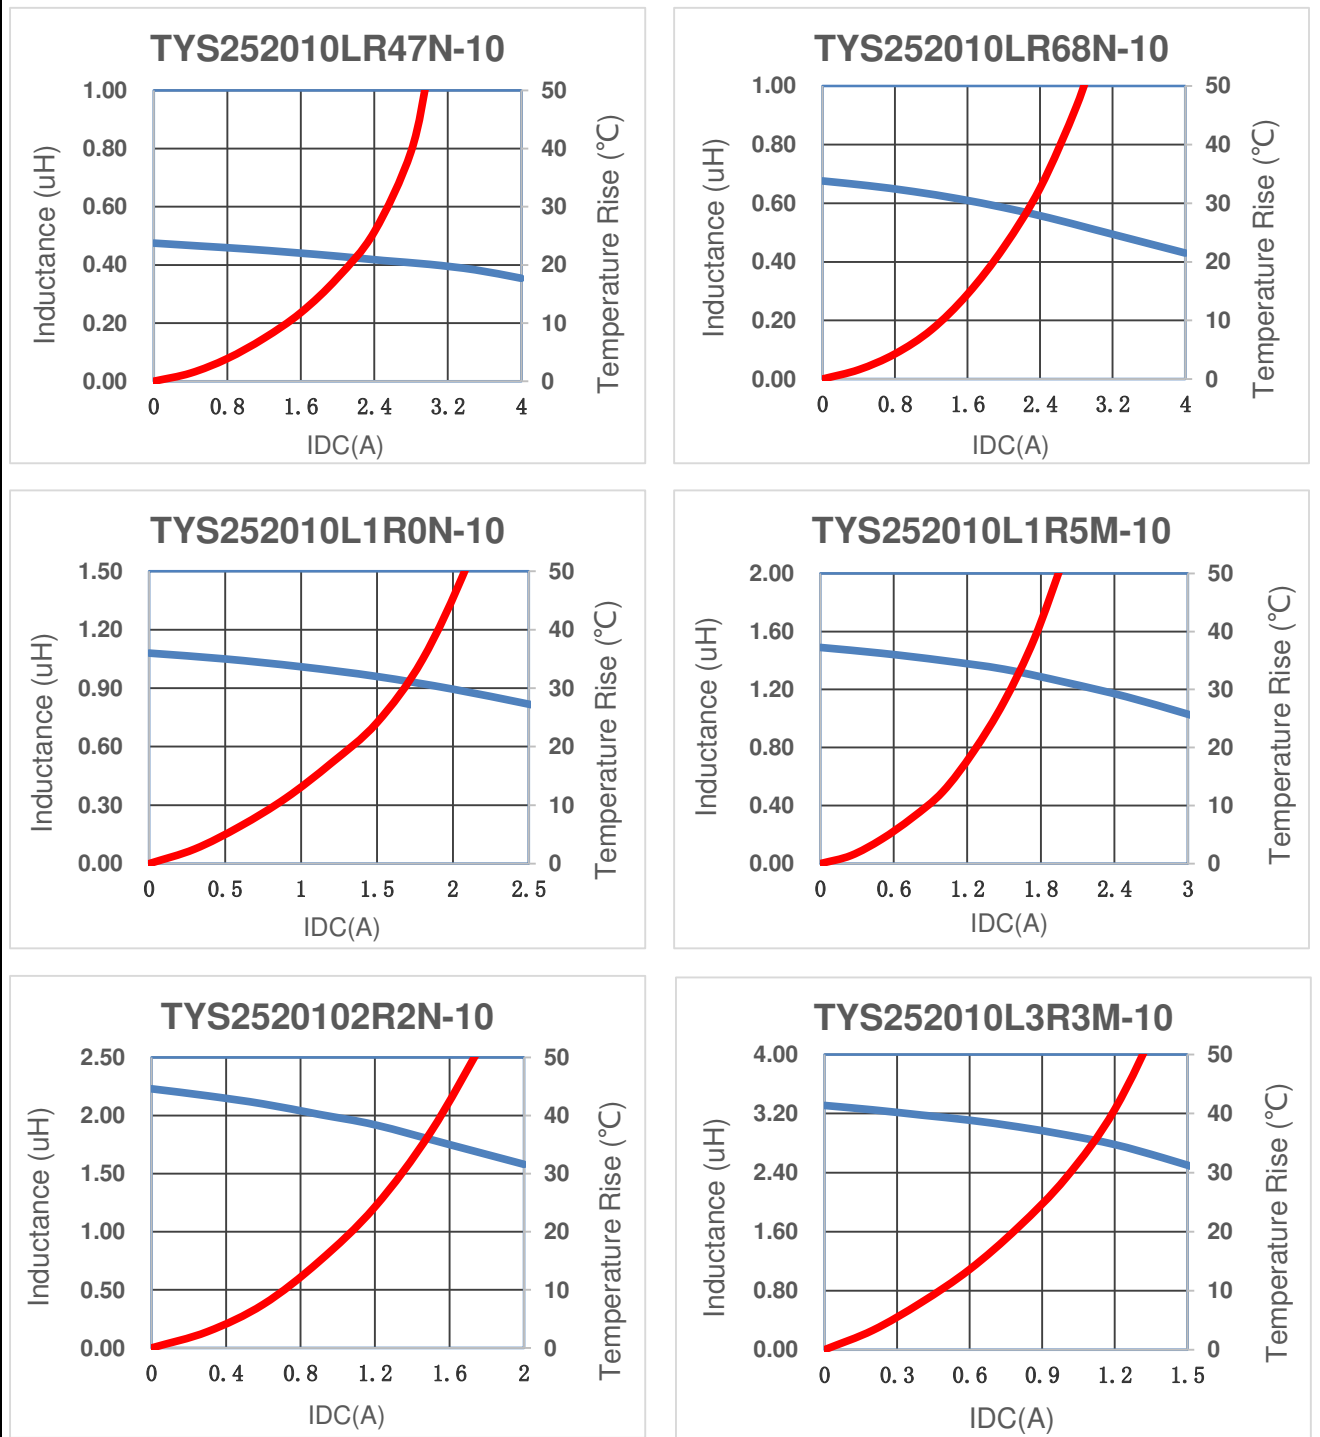 TYS252010LR47N-10
1.00 50
0.80 40
0.60 30
0.40 20
0.20 10
0.00 0
0 0.8 1.6 2.4 3.2 4
IDC(A)
Inductance (uH)
Temperature Rise (℃)
TYS252010LR68N-10
1.00 50
0.80 40
0.60 30
0.40 20
0.20 10
0.00 0
0 0.8 1.6 2.4 3.2 4
IDC(A)
Inductance (uH)
Temperature Rise (℃)
TYS252010L1R0N-10
1.50 50
1.20 40
0.90 30
0.60 20
0.30 10
0.00 0
0 0.5 1 1.5 2 2.5
IDC(A)
Inductance (uH)
Temperature Rise (℃)
TYS252010L1R5M-10
2.00 50
1.60 40
1.20 30
0.80 20
0.40 10
0.00 0
0 0.6 1.2 1.8 2.4 3
IDC(A)
Inductance (uH)
Temperature Rise (℃)
TYS2520102R2N-10
2.50 50
2.00 40
1.50 30
1.00 20
0.50 10
0.00 0
0 0.4 0.8 1.2 1.6 2
IDC(A)
Inductance (uH)
Temperature Rise (℃)
TYS252010L3R3M-10
4.00 50
3.20 40
2.40 30
1.60 20
0.80 10
0.00 0
0 0.3 0.6 0.9 1.2 1.5
IDC(A)
Inductance (uH)
Temperature Rise (℃)